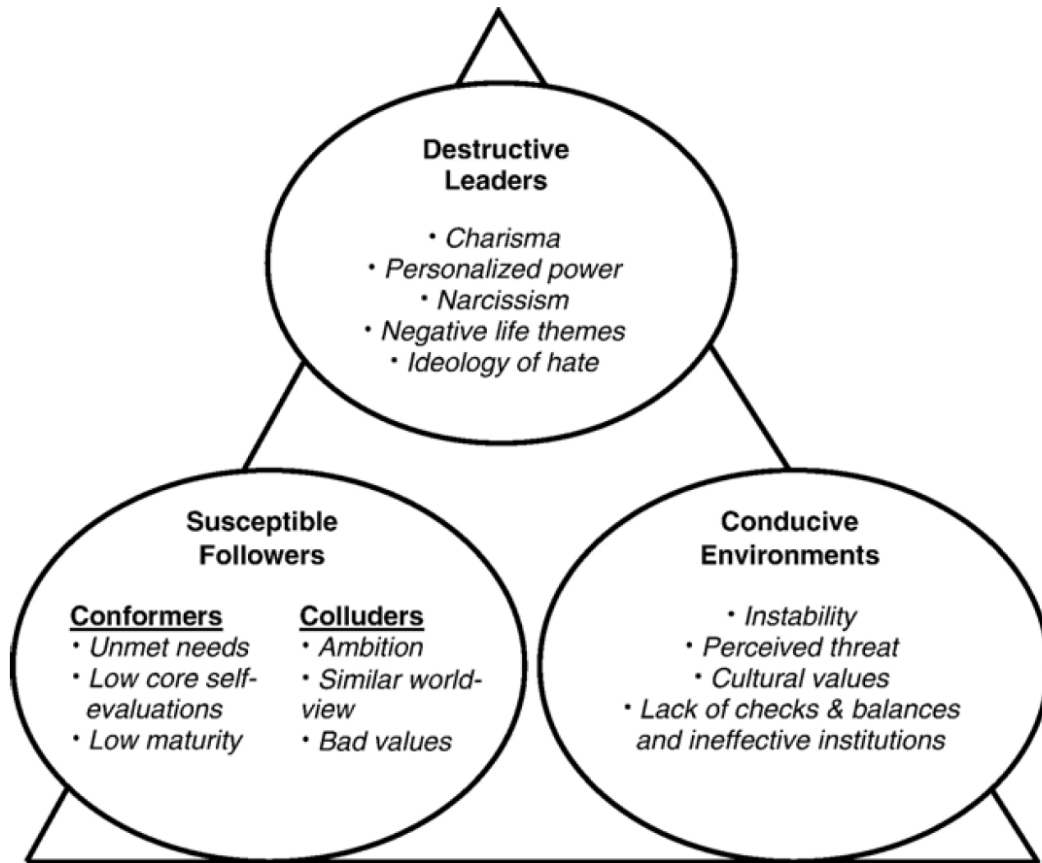 Destructive
Leaders
• Charisma
• Personalized power
• Narcissism
• Negative life themes
• Ideology of hate
Susceptible
Followers
Conformers
• Unmet needs
• Low core self-
evaluations
• Low maturity
Colluders
• Ambition
• Similar world-
view
• Bad values
Conducive
Environments
• Instability
• Perceived threat
• Cultural values
• Lack of checks & balances
and ineffective institutions